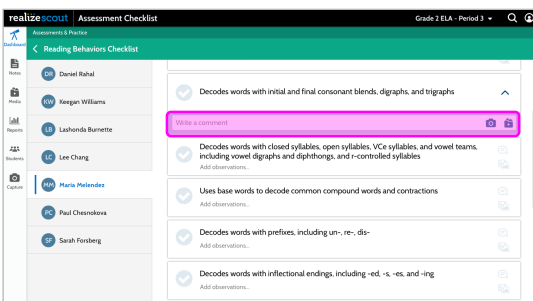 realizescout Assessment Checklist Grade 2 ELA - Period 3
Assessments & Practice
Dashboard
Reading Behaviors Checklist
Notes
Media
Reports
Students
Capture
DR Daniel Rahal
KW Keegan Williams
LB Lashonda Burnette
LC Lee Chang
MM Maria Melendez
PC Paul Chesnokova
SF Sarah Forsberg
Decodes words with initial and final consonant blends, digraphs, and trigraphs
Write a comment
Decodes words with closed syllables, open syllables, VCe syllables, and vowel teams,
including vowel digraphs and diphthongs, and r-controlled syllables
Add observations...
Uses base words to decode common compound words and contractions
Add observations...
Decodes words with prefixes, including un-, re-, dis-
Add observations...
Decodes words with inflectional endings, including -ed, -s, -es, and -ing
Add observations...